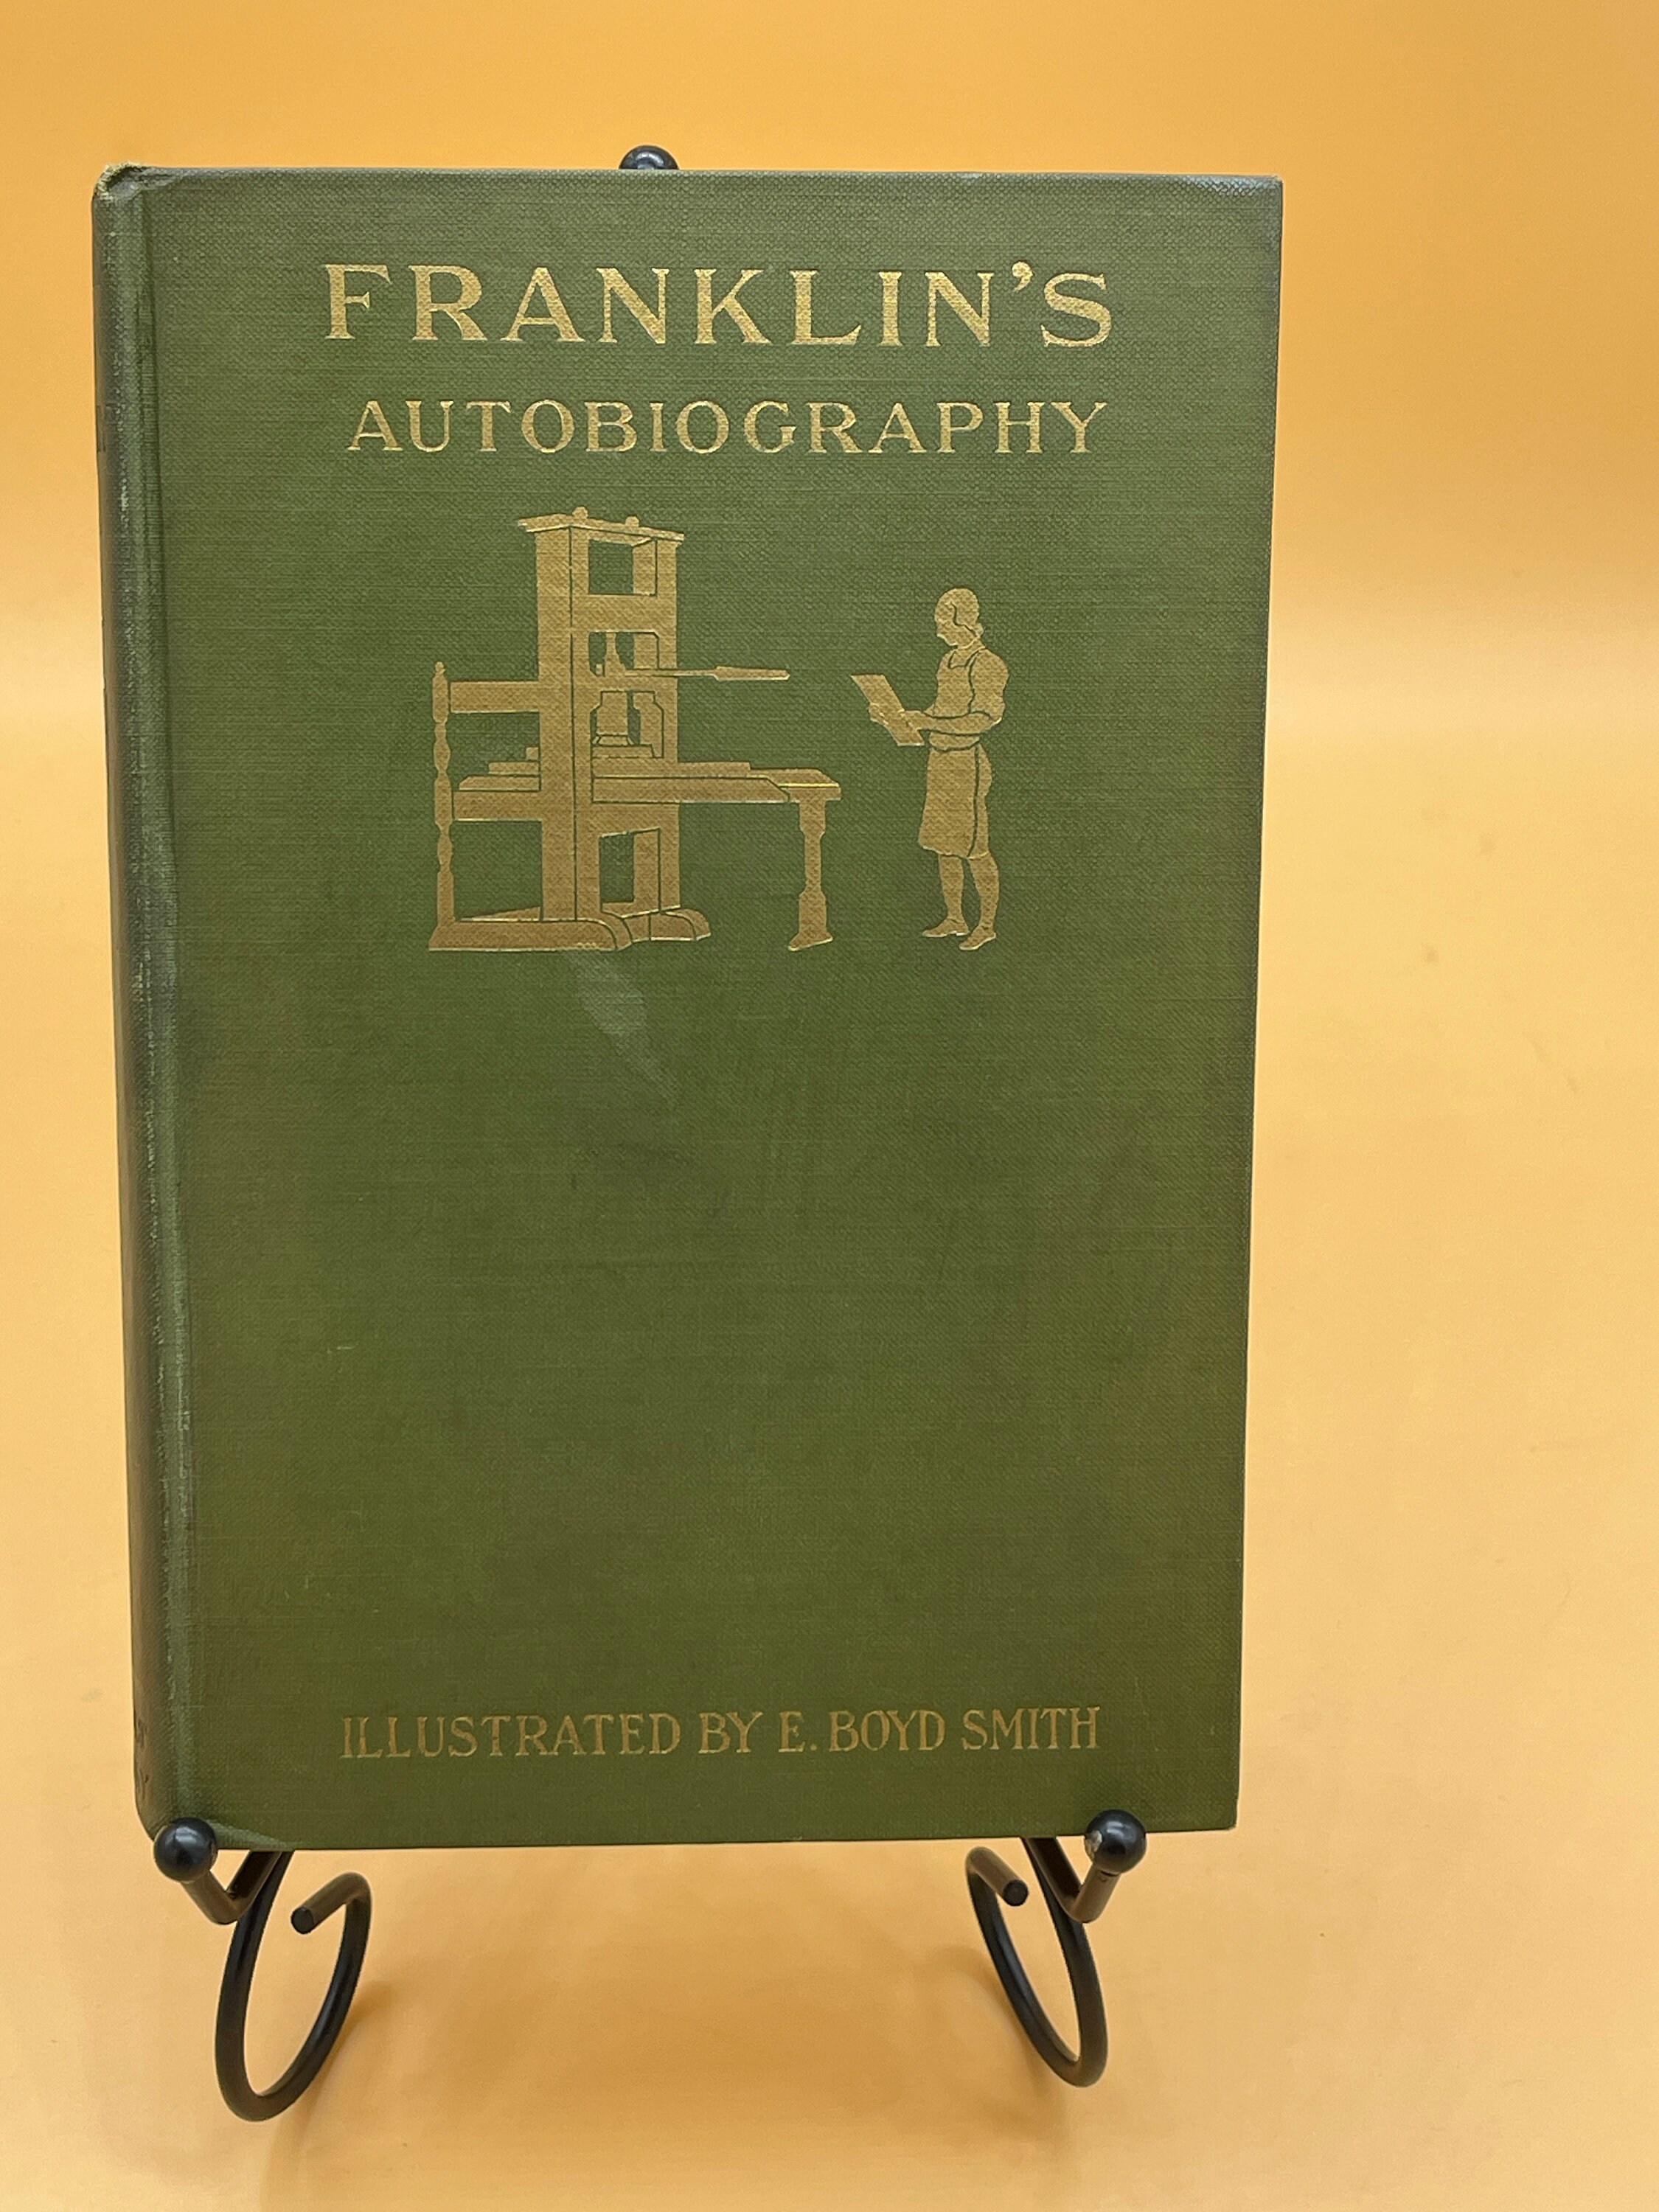 FRANKLIN'S
AUTOBIOGRAPHY
ILLUSTRATED BY E. BOYD SMITH